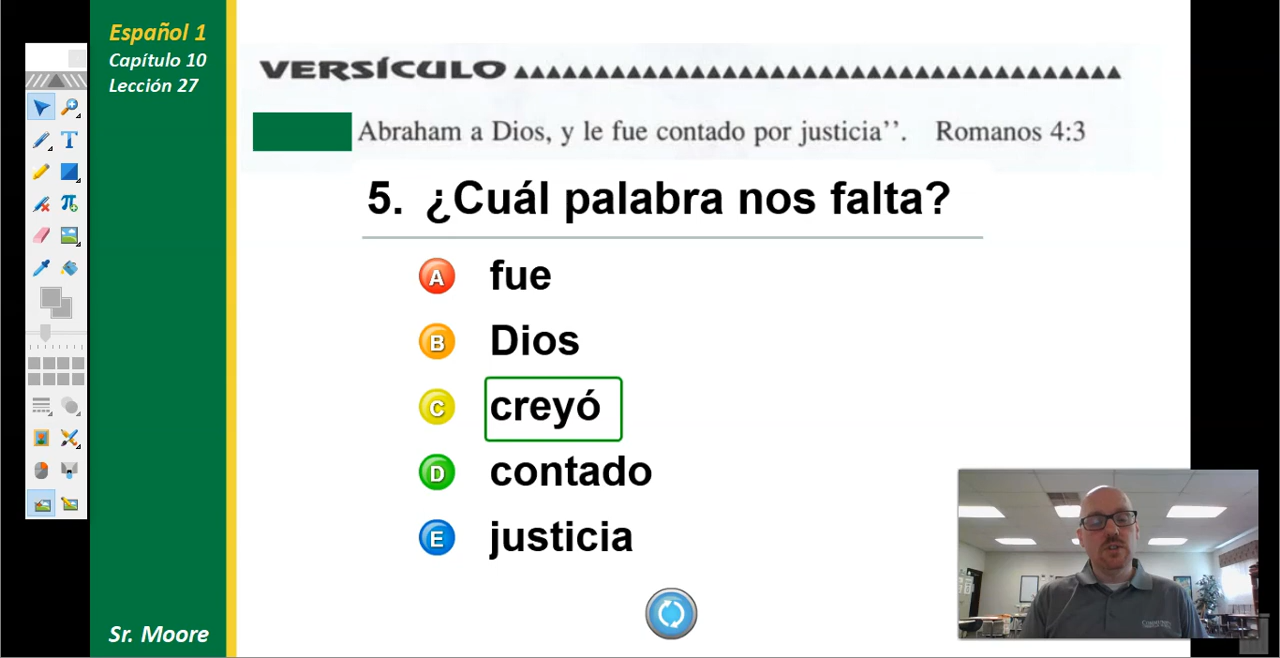 Español 1
Capítulo 10
Lección 27
VERSÍCULO
Abraham a Dios, y le fue contado por justicia’’. Romanos 4:3
5. ¿Cuál palabra nos falta?
A fue
B Dios
C creyó
D contado
E justicia
Sr. Moore